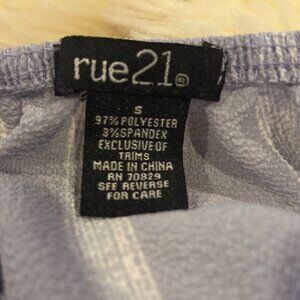 rue21®
S
97% POLYESTER
3% SPANDEX
EXCLUSIVE OF
TRIMS
MADE IN CHINA
RN 70829
SEE REVERSE
FOR CARE